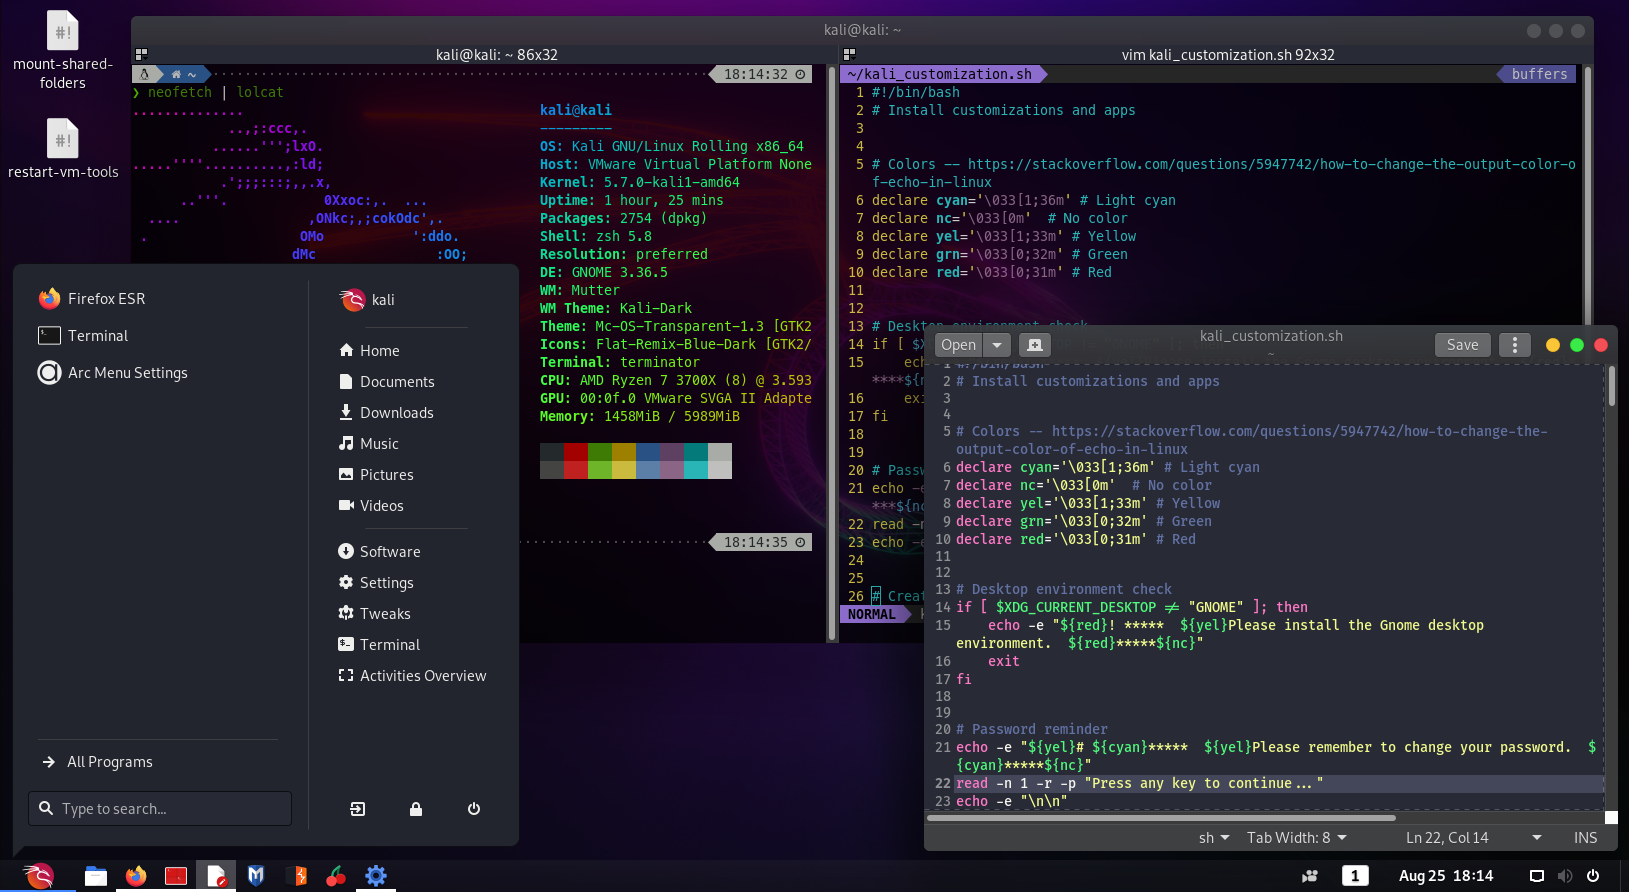 #!
mount-shared-
folders
#!
restart-vm-tools
kali@kali: ~
kali@kali: ~ 86x32
~ 18:14:32
❯ neofetch | lolcat
..............
..,;:ccc,.
......''';lxO.
.....''''..........,:ld;
.';;;:::;,,.x,
..'''. 0Xxoc:,. ...
.... ,ONkc;,;cokOdc',.
. OMo ':ddo.
dMc :OO;
kali@kali
---------
OS: Kali GNU/Linux Rolling x86_64
Host: VMware Virtual Platform None
Kernel: 5.7.0-kali1-amd64
Uptime: 1 hour, 25 mins
Packages: 2754 (dpkg)
Shell: zsh 5.8
Resolution: preferred
DE: GNOME 3.36.5
WM: Mutter
WM Theme: Kali-Dark
Theme: Mc-OS-Transparent-1.3 [GTK2
Icons: Flat-Remix-Blue-Dark [GTK2/
Terminal: terminator
CPU: AMD Ryzen 7 3700X (8) @ 3.593
GPU: 00:0f.0 VMware SVGA II Adapte
Memory: 1458MiB / 5989MiB
18:14:35
vim kali_customization.sh 92x32
~/kali_customization.sh buffers
1 #!/bin/bash
2 # Install customizations and apps
3
4
5 # Colors -- https://stackoverflow.com/questions/5947742/how-to-change-the-output-color-o
f-echo-in-linux
6 declare cyan='\033[1;36m' # Light cyan
7 declare nc='\033[0m'  # No color
8 declare yel='\033[1;33m' # Yellow
9 declare grn='\033[0;32m' # Green
10 declare red='\033[0;31m' # Red
11
12
13 # Desktop environment check
14 if [ $X
15 ech
****${n
16 exi
17 fi
18
19
20 # Passw
21 echo -e
***${nc
22 read -n
23 echo -e
24
25
26 # Creat
NORMAL
Firefox ESR
Terminal
Arc Menu Settings
All Programs
Type to search...
kali
Home
Documents
Downloads
Music
Pictures
Videos
Software
Settings
Tweaks
Terminal
Activities Overview
Open
kali_customization.sh
~
Save
1 #!/bin/bash
2 # Install customizations and apps
3
4
5 # Colors -- https://stackoverflow.com/questions/5947742/how-to-change-the-
output-color-of-echo-in-linux
6 declare cyan='\033[1;36m' # Light cyan
7 declare nc='\033[0m'  # No color
8 declare yel='\033[1;33m' # Yellow
9 declare grn='\033[0;32m' # Green
10 declare red='\033[0;31m' # Red
11
12
13 # Desktop environment check
14 if [ $XDG_CURRENT_DESKTOP != "GNOME" ]; then
15 echo -e "${red}! *****  ${yel}Please install the Gnome desktop
environment.  ${red}*****${nc}"
16 exit
17 fi
18
19
20 # Password reminder
21 echo -e "${yel}# ${cyan}*****  ${yel}Please remember to change your password.  $
{cyan}*****${nc}"
22 read -n 1 -r -p "Press any key to continue..."
23 echo -e "\n\n"
sh Tab Width: 8 Ln 22, Col 14 INS
1 Aug 25 18:14